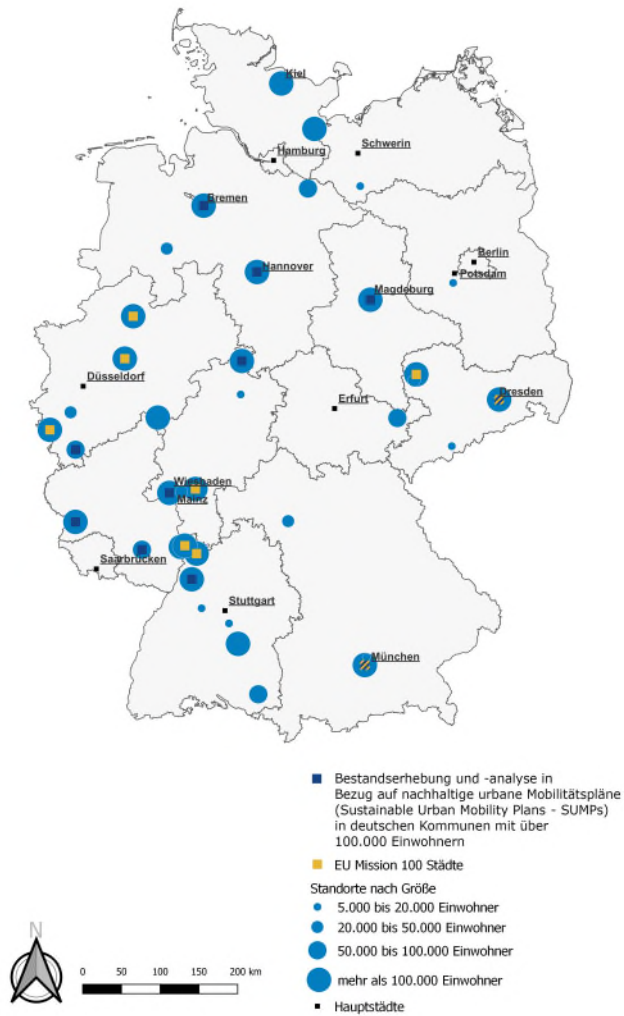 Kiel
Schwerin
Hamburg
Bremen
Berlin
Hannover
Potsdam
Magdeburg
Düsseldorf
Dresden
Erfurt
Wiesbaden
Mainz
Saarbrücken
Stuttgart
München
Bestandserhebung und -analyse in
Bezug auf nachhaltige urbane Mobilitätspläne
(Sustainable Urban Mobility Plans - SUMPs)
in deutschen Kommunen mit über
100.000 Einwohnern
EU Mission 100 Städte
Standorte nach Größe
5.000 bis 20.000 Einwohner
20.000 bis 50.000 Einwohner
50.000 bis 100.000 Einwohner
mehr als 100.000 Einwohner
Hauptstädte
N
0 50 100 150 200 km